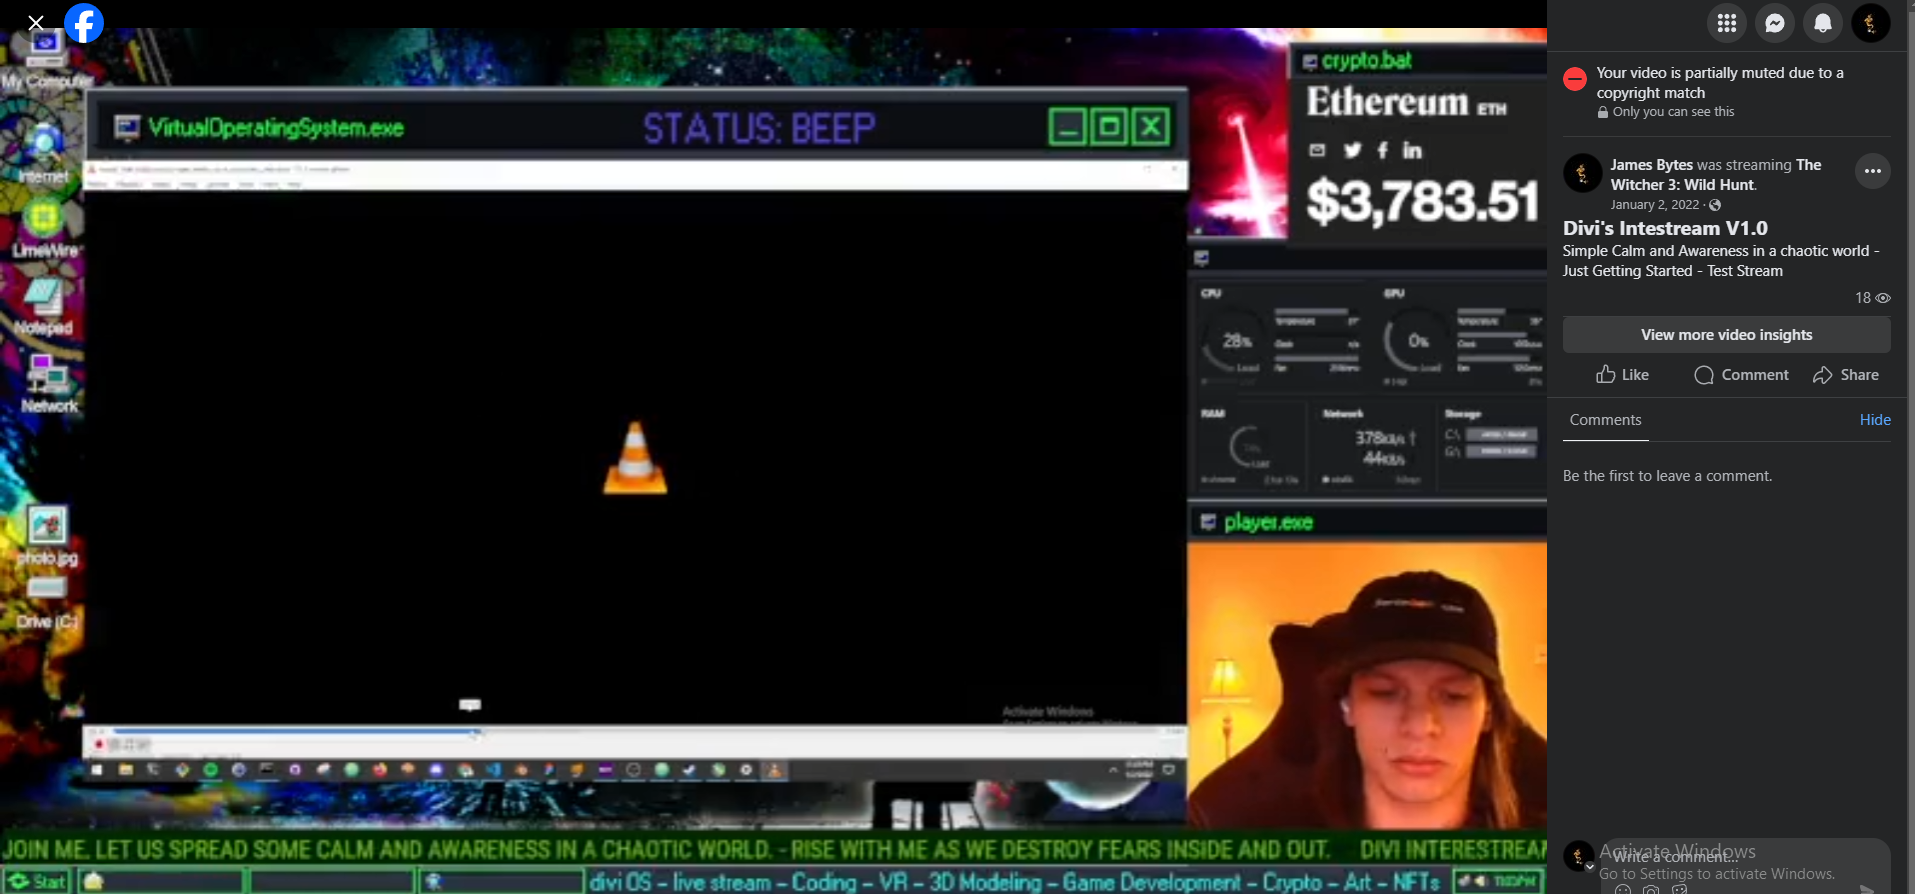 My Computer
Internet
LimeWire
Notepad
Network
photo.jpg
Drive (C:)
VirtualOperatingSystem.exe
STATUS: BEEP
Activate Windows
crypto.bat
Ethereum ETH
$3,783.51
CPU
28%
Load
GPU
0%
Load
RAM
Network
378KB/s ↑
44KB/s
Storage
player.exe
JOIN ME. LET US SPREAD SOME CALM AND AWARENESS IN A CHAOTIC WORLD. - RISE WITH ME AS WE DESTROY FEARS INSIDE AND OUT. DIVI INTERESTREAM
Start
divi OS - live stream - Coding - VR - 3D Modeling - Game Development - Crypto - Art - NFTs
Your video is partially muted due to a
copyright match
Only you can see this
James Bytes was streaming The
Witcher 3: Wild Hunt.
January 2, 2022 ·
Divi's Intestream V1.0
Simple Calm and Awareness in a chaotic world -
Just Getting Started - Test Stream
18
View more video insights
Like
Comment
Share
Comments
Hide
Be the first to leave a comment.
Write a comment...
Activate Windows
Go to Settings to activate Windows.